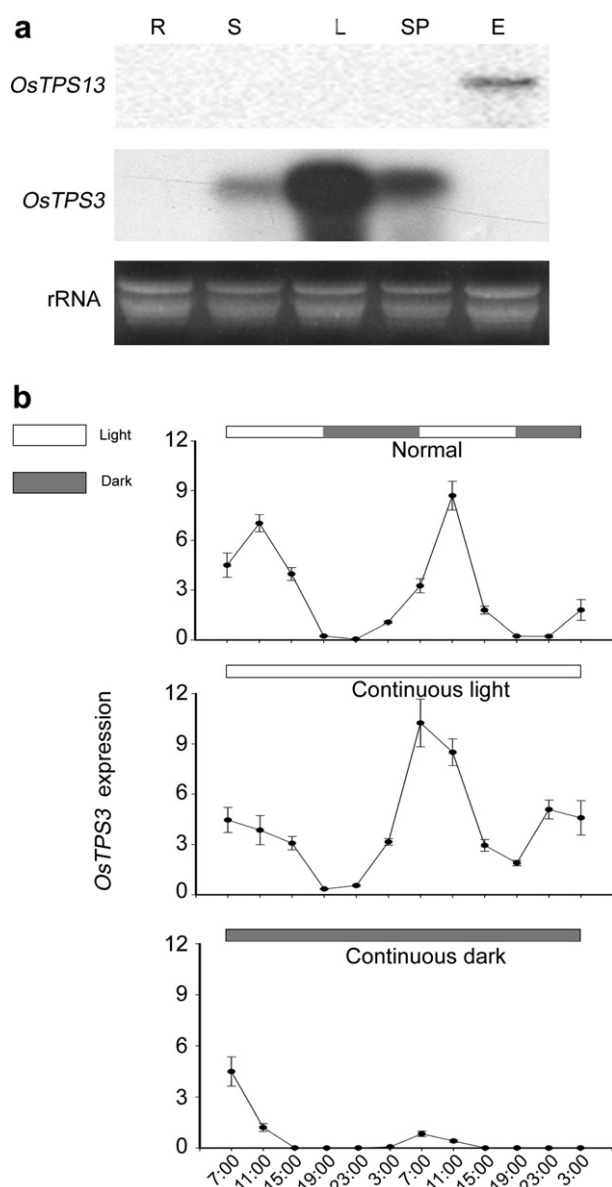 a
R S L SP E
OsTPS13
OsTPS3
rRNA
b
Light
Dark
Normal
12
9
6
3
0
Continuous light
12
9
6
3
0
OsTPS3 expression
Continuous dark
12
9
6
3
0
7:00 11:00 15:00 19:00 23:00 3:00 7:00 11:00 15:00 19:00 23:00 3:00